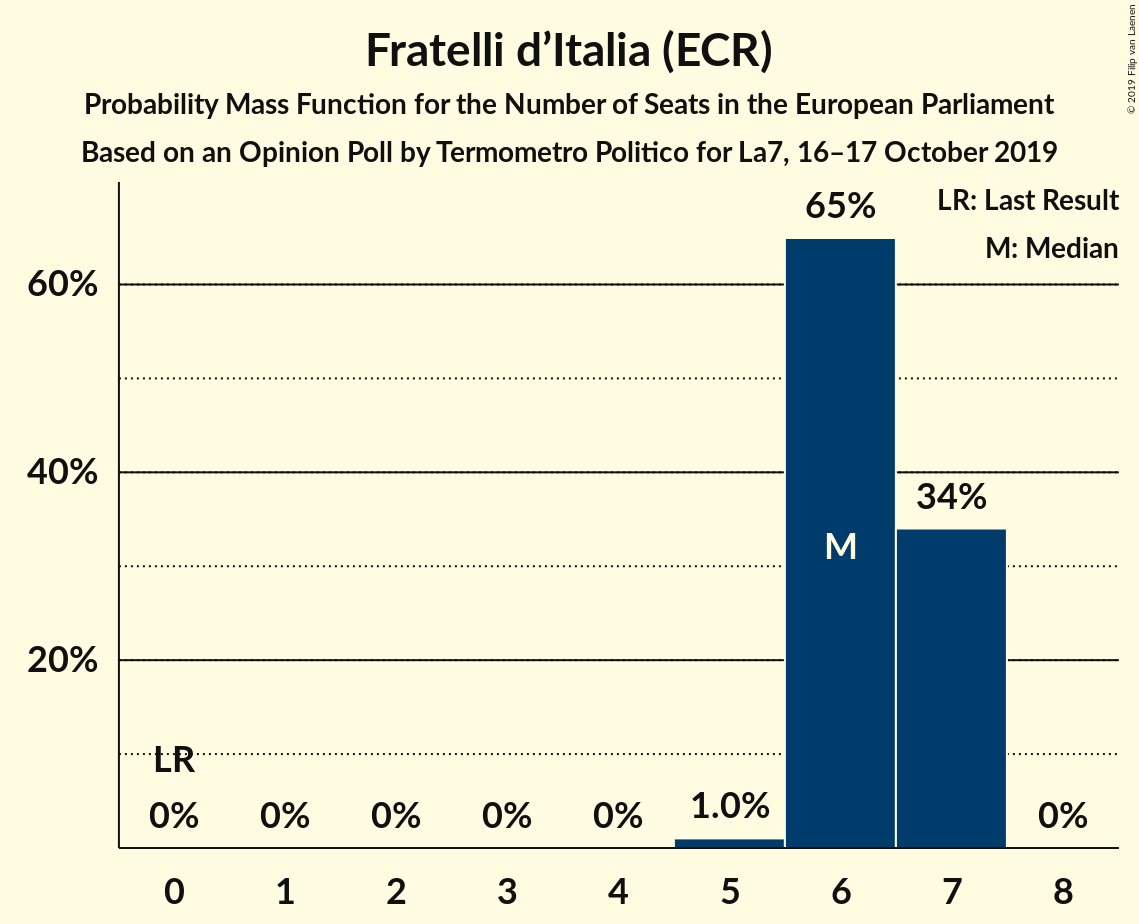 Fratelli d’Italia (ECR)
Probability Mass Function for the Number of Seats in the European Parliament
Based on an Opinion Poll by Termometro Politico for La7, 16–17 October 2019
© 2019 Filip van Laenen
LR: Last Result
M: Median
65%
60%
40%
34%
M
20%
LR
0%
0%
0%
0%
0%
1.0%
0%
0 1 2 3 4 5 6 7 8